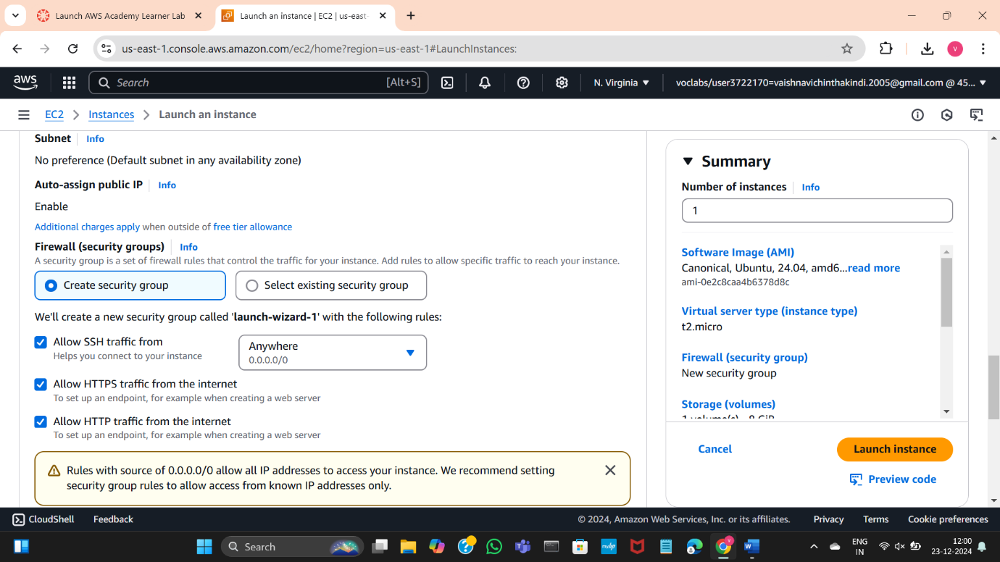 Launch AWS Academy Learner Lab
Launch an instance | EC2 | us-east-
us-east-1.console.aws.amazon.com/ec2/home?region=us-east-1#LaunchInstances:
V
aws
Search
[Alt+S]
N. Virginia
voclabs/user3722170=vaishnavichinthakindi.2005@gmail.com @ 45...
EC2
Instances
Launch an instance
Subnet
Info
No preference (Default subnet in any availability zone)
Auto-assign public IP
Info
Enable
Additional charges apply when outside of free tier allowance
Firewall (security groups)
Info
A security group is a set of firewall rules that control the traffic for your instance. Add rules to allow specific traffic to reach your instance.
Create security group
Select existing security group
We'll create a new security group called 'launch-wizard-1' with the following rules:
Allow SSH traffic from
Helps you connect to your instance
Anywhere
0.0.0.0/0
Allow HTTPS traffic from the internet
To set up an endpoint, for example when creating a web server
Allow HTTP traffic from the internet
To set up an endpoint, for example when creating a web server
Rules with source of 0.0.0.0/0 allow all IP addresses to access your instance. We recommend setting
security group rules to allow access from known IP addresses only.
Summary
Number of instances
Info
1
Software Image (AMI)
Canonical, Ubuntu, 24.04, amd6...read more
ami-0e2c8caa4b6378d8c
Virtual server type (instance type)
t2.micro
Firewall (security group)
New security group
Storage (volumes)
1 volume(s) - 8 GiB
Cancel
Launch instance
Preview code
CloudShell
Feedback
© 2024, Amazon Web Services, Inc. or its affiliates.
Privacy
Terms
Cookie preferences
Search
ENG
IN
12:00
23-12-2024